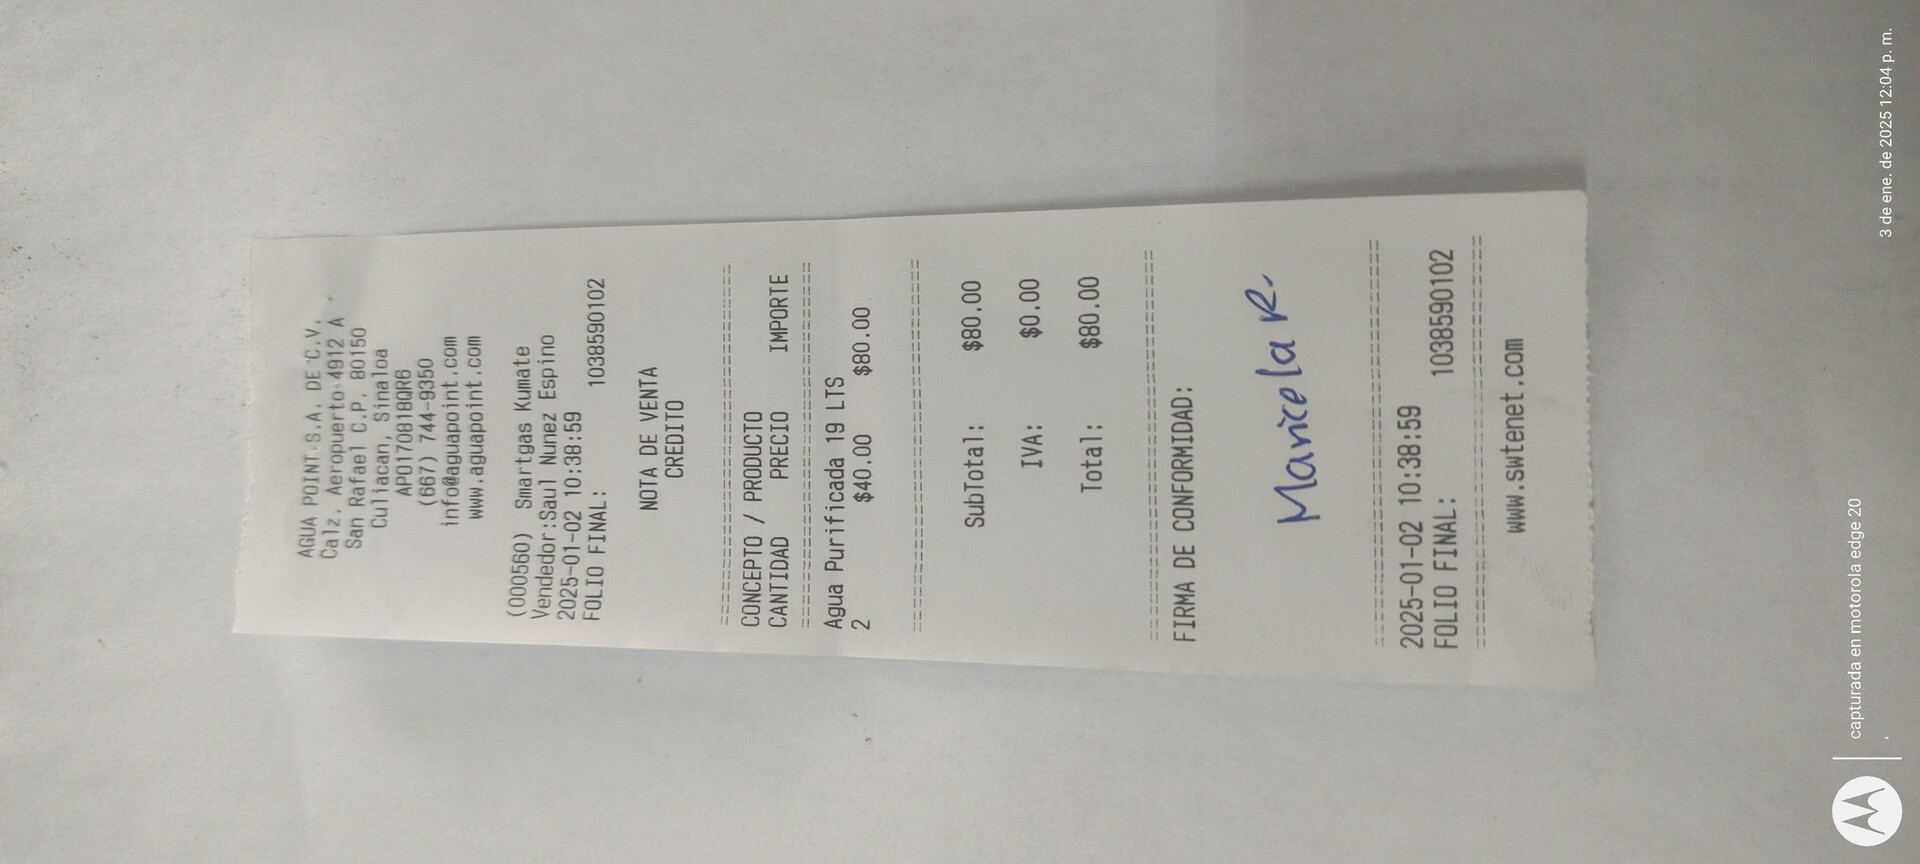 AGUA POINT S.A. DE C.V.
Calz. Aeropuerto 4912 A
San Rafael C.P. 80150
Culiacan, Sinaloa
APO170818QR6
(667) 744-9350
info@aguapoint.com
www.aguapoint.com
(000560) Smartgas Kumate
Vendedor:Saul Nunez Espino
2025-01-02 10:38:59
FOLIO FINAL: 1038590102
NOTA DE VENTA
CREDITO
================================
CONCEPTO / PRODUCTO
CANTIDAD PRECIO IMPORTE
================================
Agua Purificada 19 LTS
2 $40.00 $80.00
================================
SubTotal: $80.00
IVA: $0.00
Total: $80.00
================================
FIRMA DE CONFORMIDAD:
Maricela R.
================================
2025-01-02 10:38:59
FOLIO FINAL: 1038590102
================================
www.swtenet.com
capturada en motorola edge 20
,
3 de ene. de 2025 12:04 p. m.